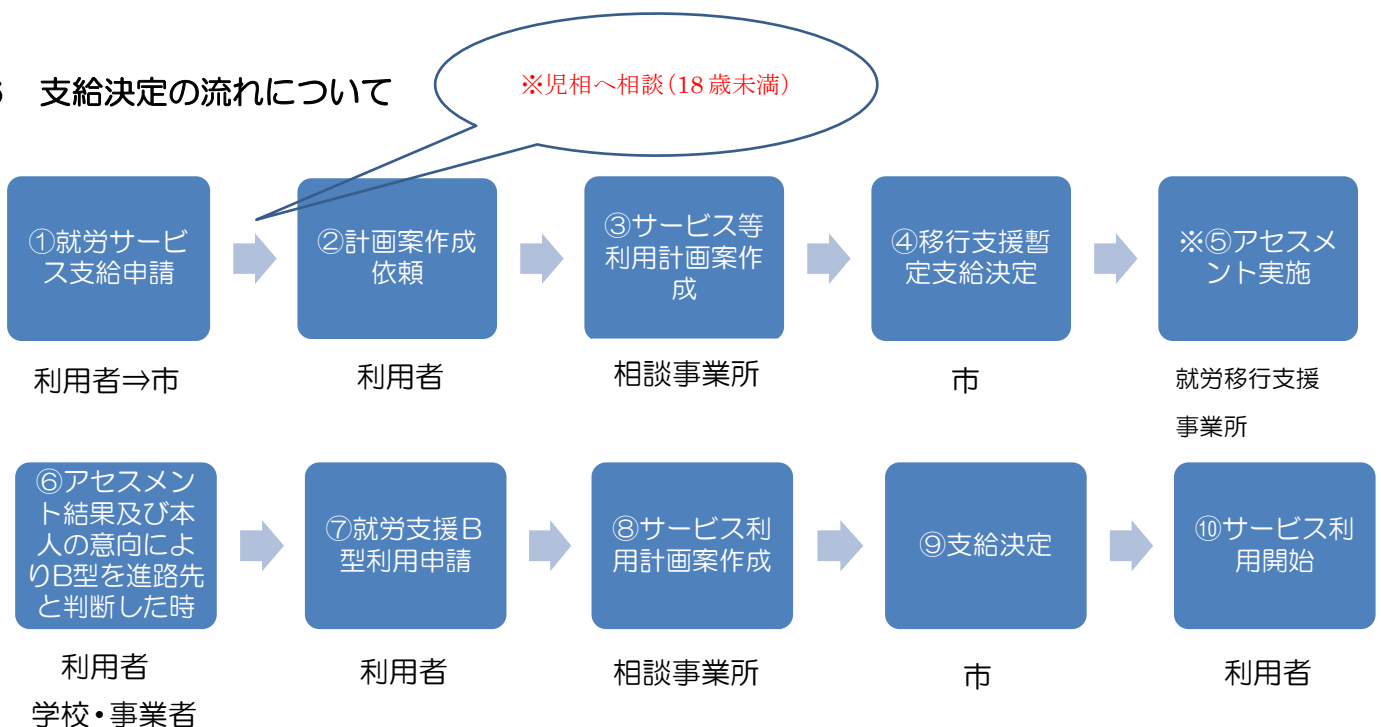 支給決定の流れについて
※児相へ相談(18歳未満)
①就労サービ
ス支給申請
②計画案作成
依頼
③サービス等
利用計画案作
成
④移行支援暫
定支給決定
※⑤アセスメ
ント実施
利用者⇒市
利用者
相談事業所
市
就労移行支援
事業所
⑥アセスメン
ト結果及び本
人の意向によ
りB型を進路先
と判断した時
⑦就労支援B
型利用申請
⑧サービス利
用計画案作成
⑨支給決定
⑩サービス利
用開始
利用者
学校・事業者
利用者
相談事業所
市
利用者